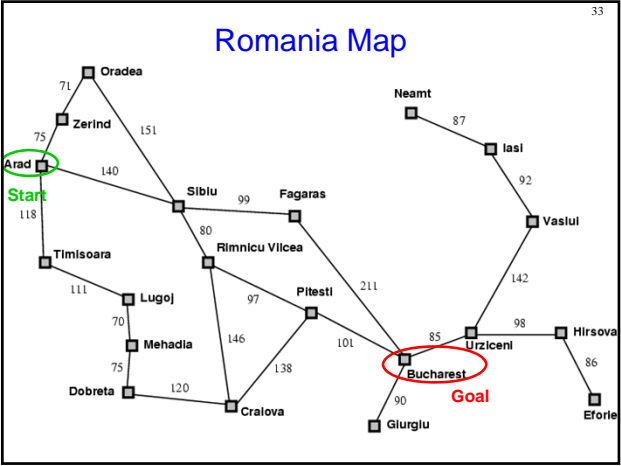 33
Romania Map
Oradea
71
Neamt
87
Zerind
151
75
Iasi
Arad
140
92
Start
Sibiu
Fagaras
99
118
80
Vaslui
Rimnicu Vilcea
Timisoara
211
142
111
97
Pitesti
Lugoj
70
146
101
85
98
Hirsova
Mehadia
138
Urziceni
75
86
Bucharest
Dobreta
120
90
Goal
Craiova
Giurgiu
Eforie